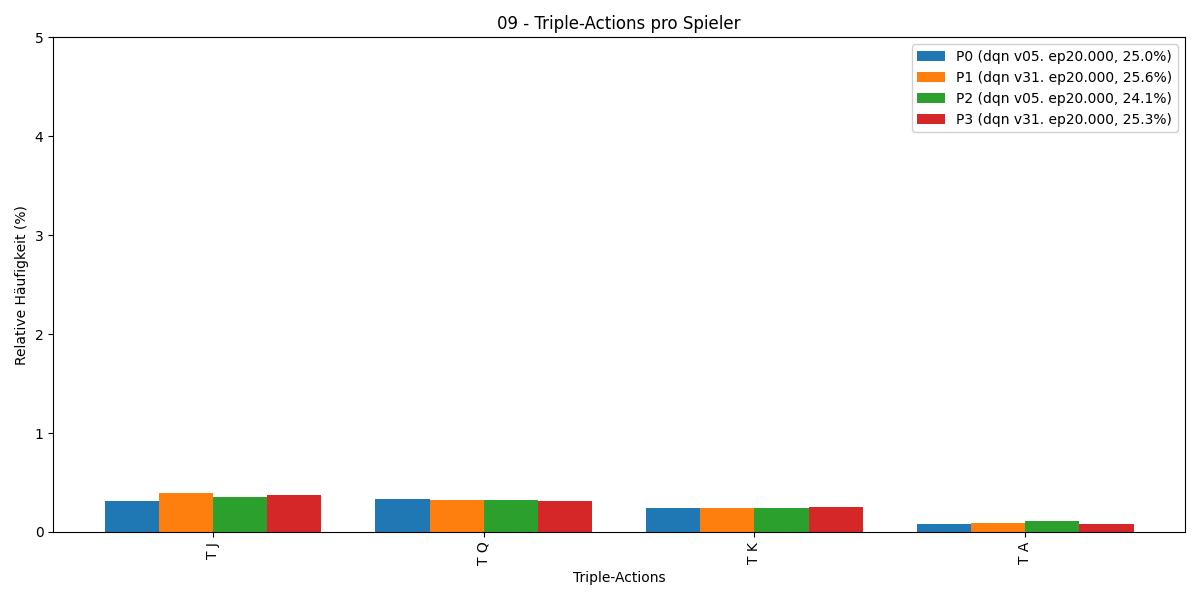 09 - Triple-Actions pro Spieler
P0 (dqn v05. ep20.000, 25.0%)
P1 (dqn v31. ep20.000, 25.6%)
P2 (dqn v05. ep20.000, 24.1%)
P3 (dqn v31. ep20.000, 25.3%)
Relative Häufigkeit (%)
5
4
3
2
1
0
T J
T Q
T K
T A
Triple-Actions